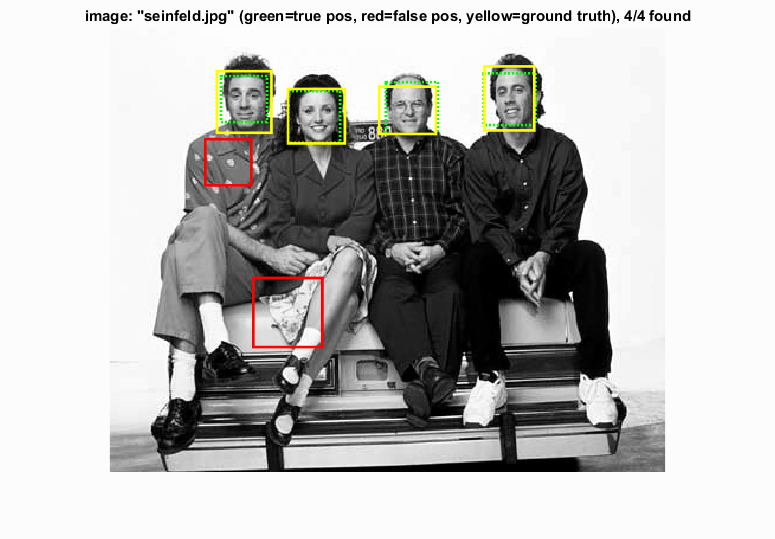 image: "seinfeld.jpg" (green=true pos, red=false pos, yellow=ground truth), 4/4 found